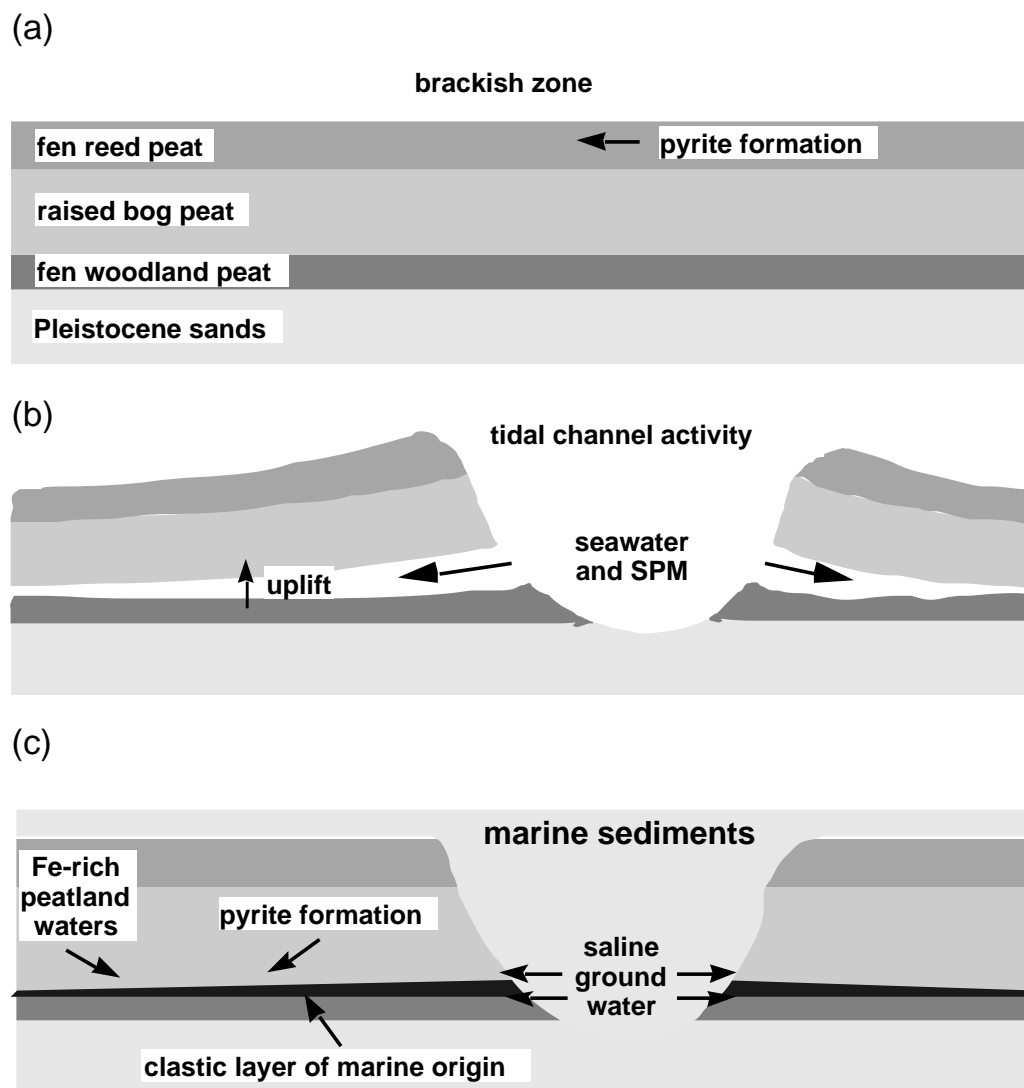 (a)
brackish zone
fen reed peat
pyrite formation
raised bog peat
fen woodland peat
Pleistocene sands
(b)
tidal channel activity
seawater
and SPM
uplift
(c)
marine sediments
Fe-rich
peatland
waters
pyrite formation
saline
ground
water
clastic layer of marine origin